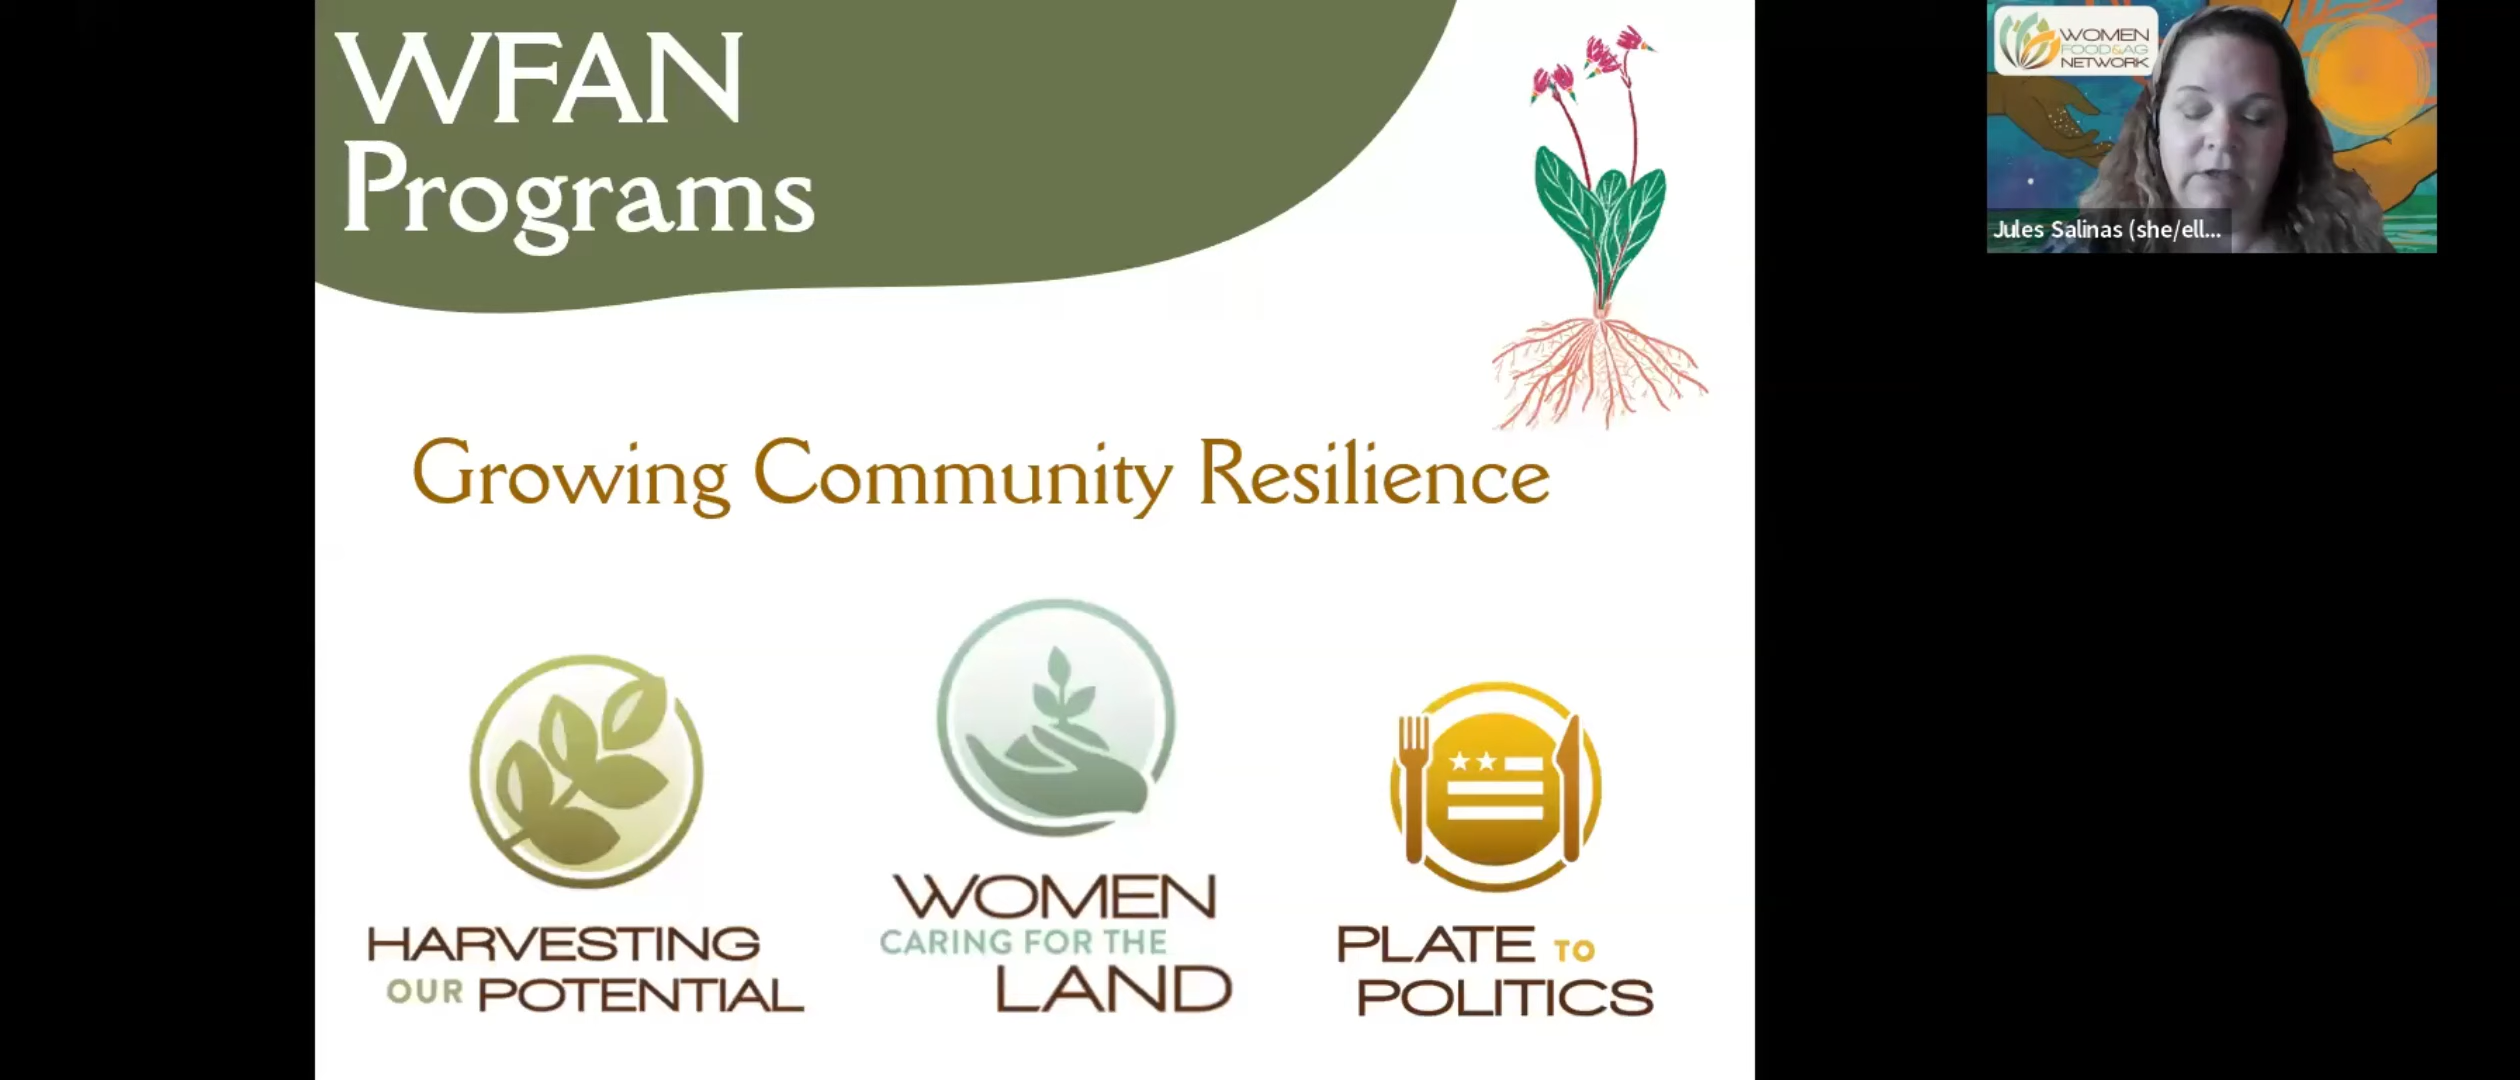 WFAN
Programs
Growing Community Resilience
HARVESTING
OUR POTENTIAL
WOMEN
CARING FOR THE
LAND
PLATE TO
POLITICS
WOMEN
FOOD&AG
NETWORK
Jules Salinas (she/ell...